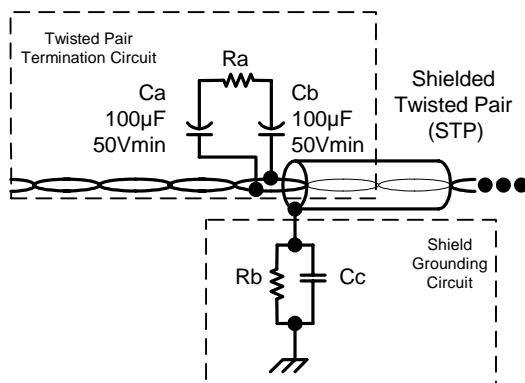 Twisted Pair
Termination Circuit
Ra
Ca
100µF
50Vmin
Cb
100µF
50Vmin
Shielded
Twisted Pair
(STP)
Rb
Cc
Shield
Grounding
Circuit